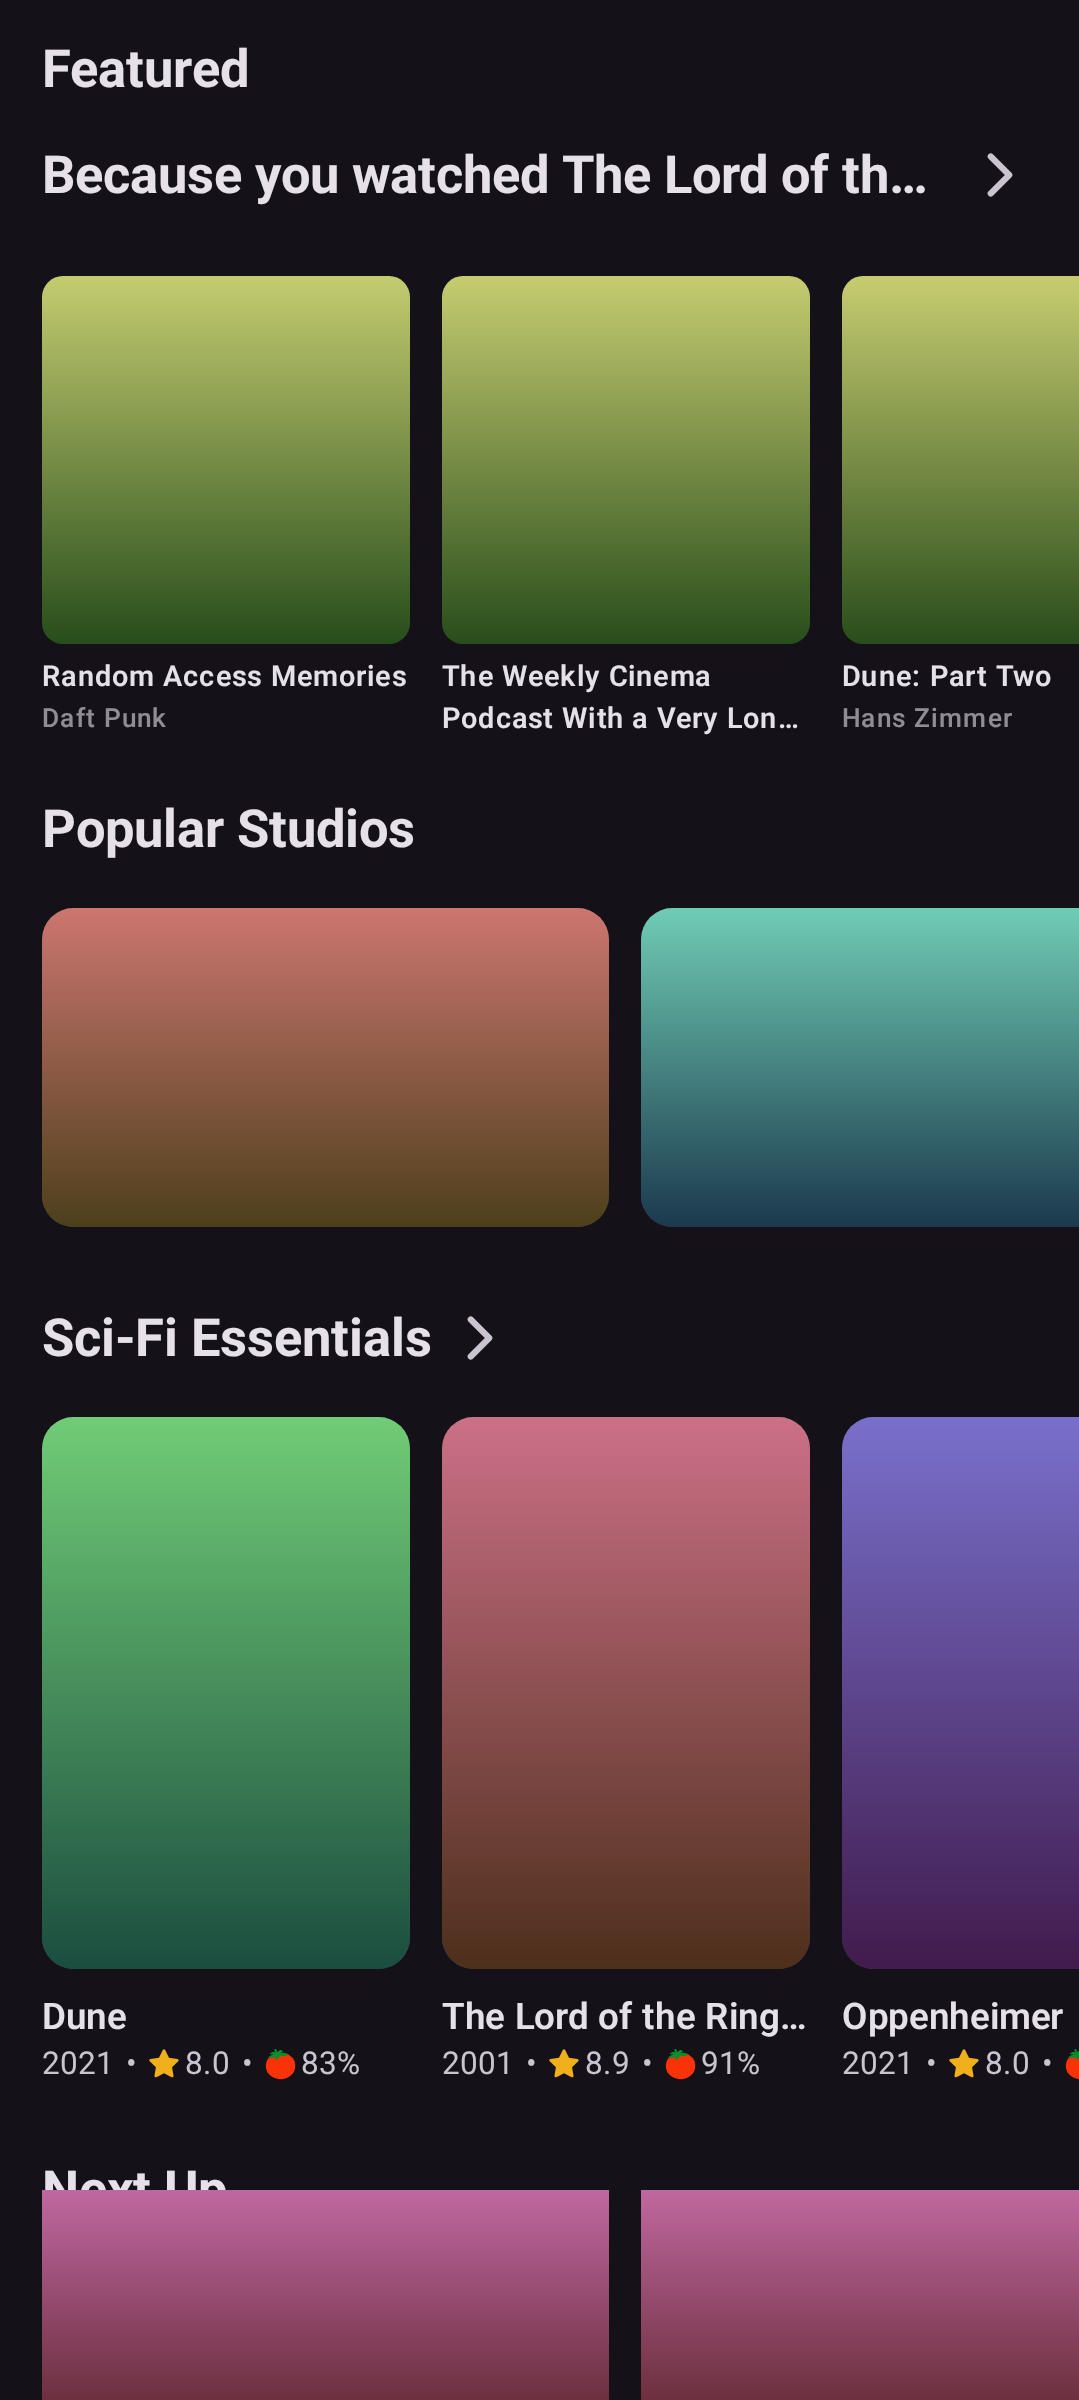 Featured
Because you watched The Lord of th...
Random Access Memories
Daft Punk
The Weekly Cinema
Podcast With a Very Lon...
Dune: Part Two
Hans Zimmer
Popular Studios
Sci-Fi Essentials
Dune
2021 • ⭐ 8.0 • 🍅 83%
The Lord of the Ring...
2001 • ⭐ 8.9 • 🍅 91%
Oppenheimer
2021 • ⭐ 8.0 • 🍅
Next Up